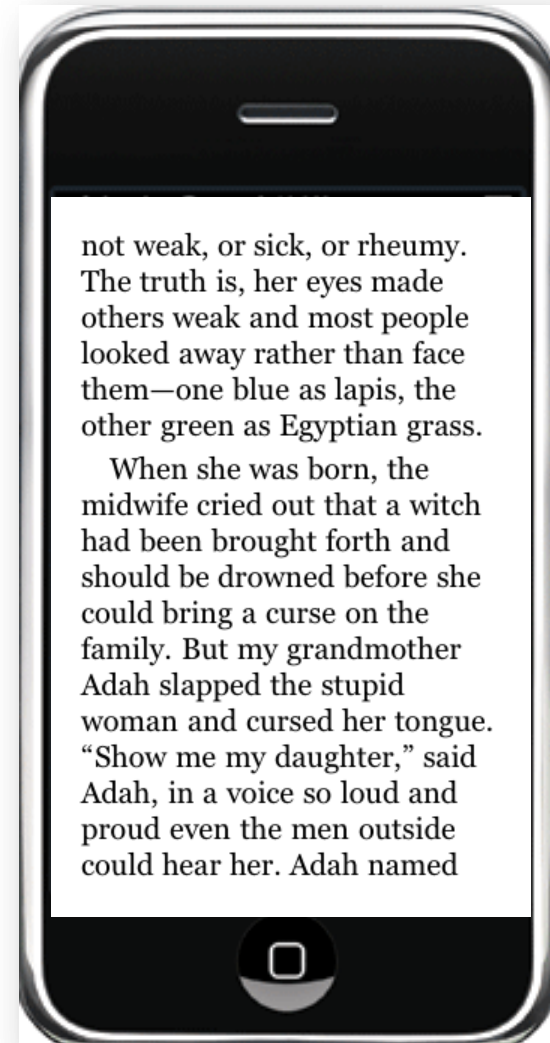 not weak, or sick, or rheumy.
The truth is, her eyes made
others weak and most people
looked away rather than face
them—one blue as lapis, the
other green as Egyptian grass.
When she was born, the
midwife cried out that a witch
had been brought forth and
should be drowned before she
could bring a curse on the
family. But my grandmother
Adah slapped the stupid
woman and cursed her tongue.
“Show me my daughter,” said
Adah, in a voice so loud and
proud even the men outside
could hear her. Adah named